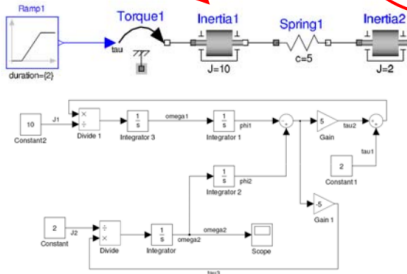 Ramp1
duration={2}
Torque1
tau
Inertia1
J=10
Spring1
c=5
Inertia2
J=2
10
Constant2
J1
×
÷
Divide 1
omega1
1
s
Integrator 3
1
s
Integrator 1
phi1
5
Gain
tau2
tau1
2
Constant1
1
s
Integrator 2
phi2
-5
Gain 1
2
Constant
J2
÷
×
Divide
1
s
Integrator
omega2
omega2
Scope
tau3